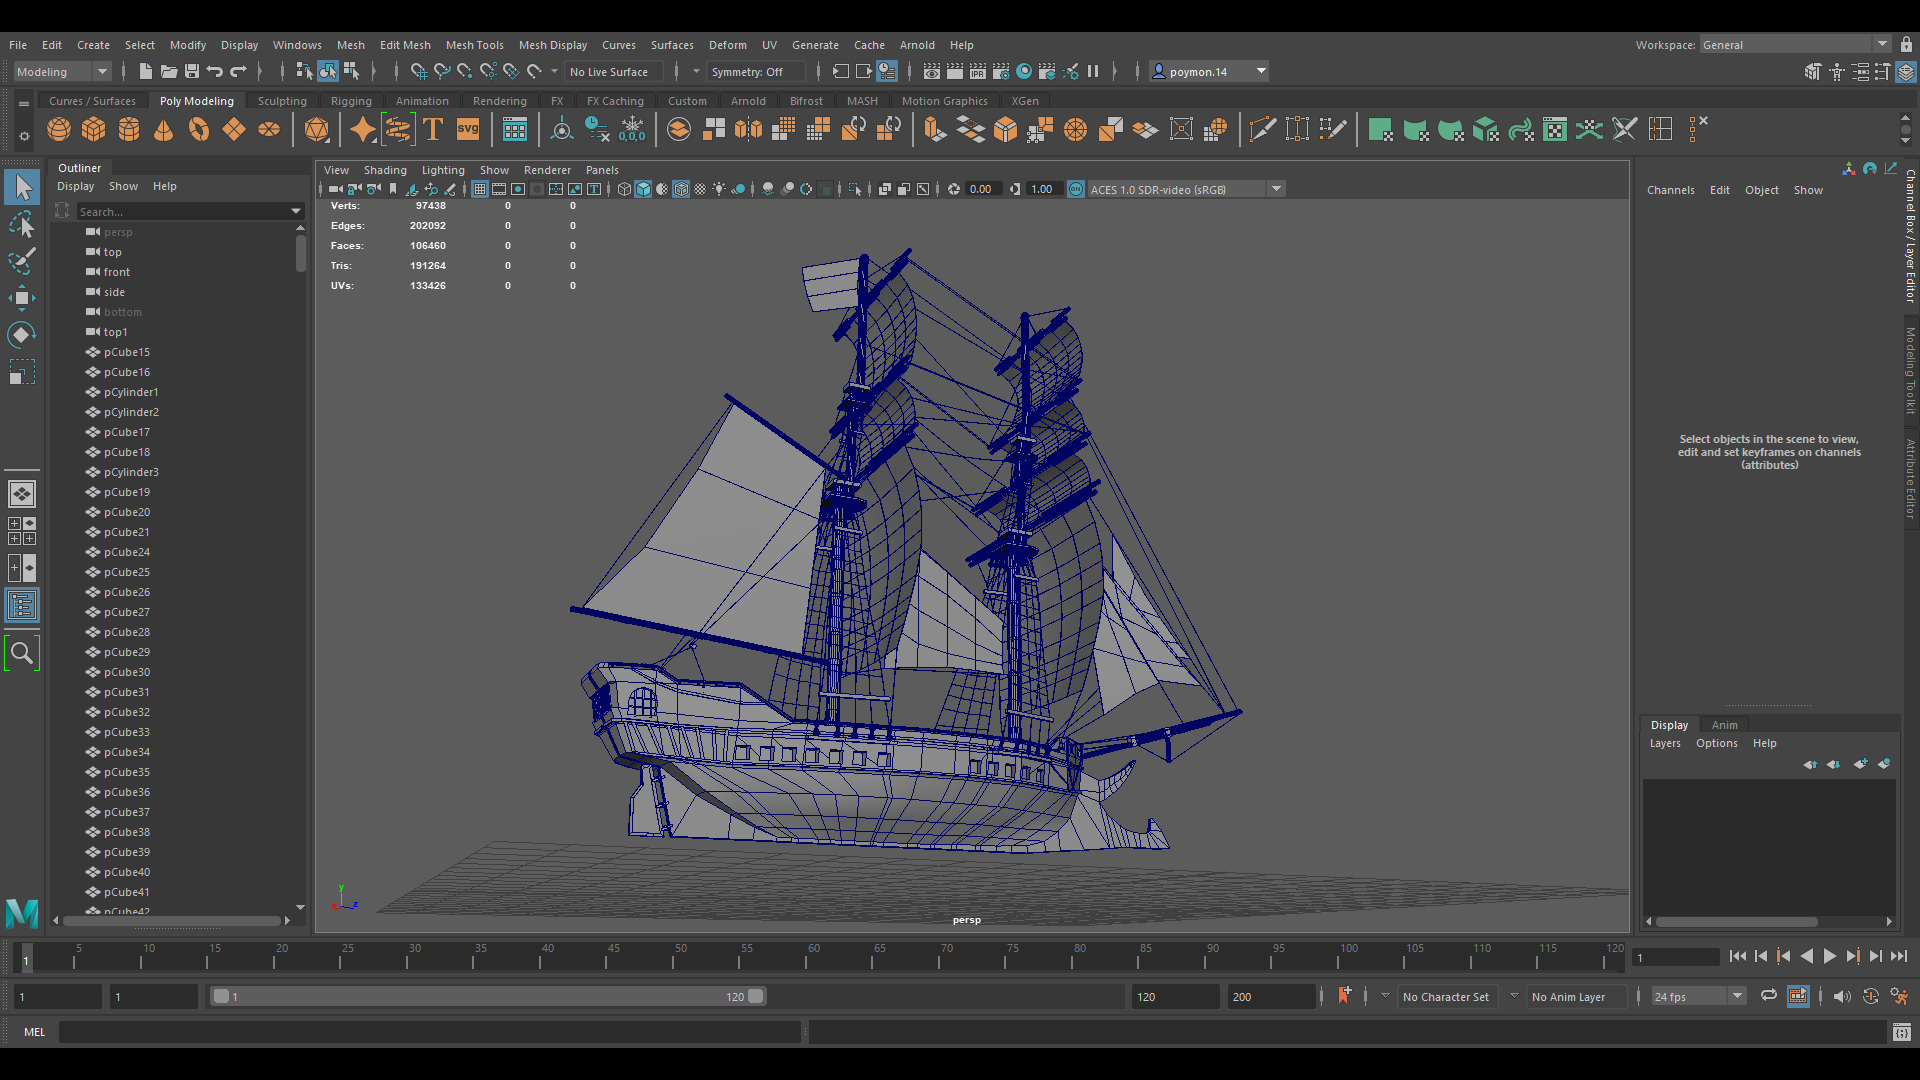 File Edit Create Select Modify Display Windows Mesh Edit Mesh Mesh Tools Mesh Display Curves Surfaces Deform UV Generate Cache Arnold Help Workspace: General
Modeling No Live Surface Symmetry: Off IPR poymon.14
Curves / Surfaces Poly Modeling Sculpting Rigging Animation Rendering FX FX Caching Custom Arnold Bifrost MASH Motion Graphics XGen
T SVG 0,0,0
Outliner
Display Show Help
Search...
persp
top
front
side
bottom
top1
pCube15
pCube16
pCylinder1
pCylinder2
pCube17
pCube18
pCylinder3
pCube19
pCube20
pCube21
pCube24
pCube25
pCube26
pCube27
pCube28
pCube29
pCube30
pCube31
pCube32
pCube33
pCube34
pCube35
pCube36
pCube37
pCube38
pCube39
pCube40
pCube41
pCube42
View Shading Lighting Show Renderer Panels
0.00 1.00 ON ACES 1.0 SDR-video (sRGB)
Verts: 97438 0 0
Edges: 202092 0 0
Faces: 106460 0 0
Tris: 191264 0 0
UVs: 133426 0 0
y
x z
persp
Channels Edit Object Show
Select objects in the scene to view,
edit and set keyframes on channels
(attributes)
Channel Box / Layer Editor
Modeling Toolkit
Attribute Editor
Display Anim
Layers Options Help
1 5 10 15 20 25 30 35 40 45 50 55 60 65 70 75 80 85 90 95 100 105 110 115 120 1
1 1 1 120 120 200 No Character Set No Anim Layer 24 fps
MEL